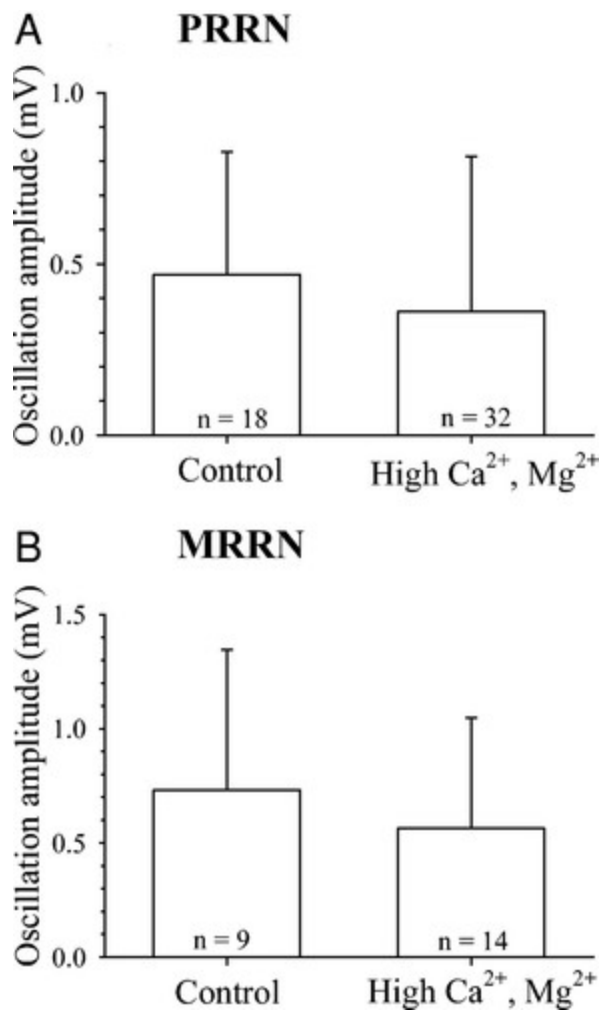 A PRRN
Oscillation amplitude (mV)
1.0
0.5
0.0
n = 18
n = 32
Control
High Ca²⁺, Mg²⁺
B MRRN
Oscillation amplitude (mV)
1.5
1.0
0.5
0.0
n = 9
n = 14
Control
High Ca²⁺, Mg²⁺